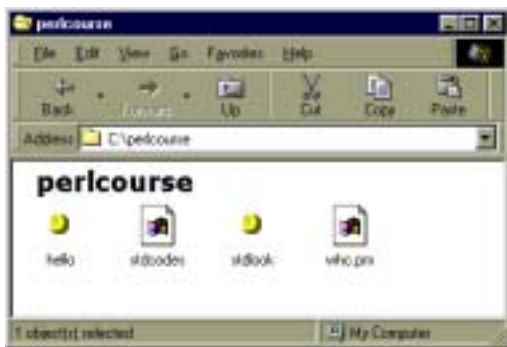 perlcourse
File Edit View Go Favorites Help
Back Forward Up Cut Copy Paste
Address C:\perlcourse
perlcourse
hello stdcodes stdlook who.pm
1 object(s) selected My Computer